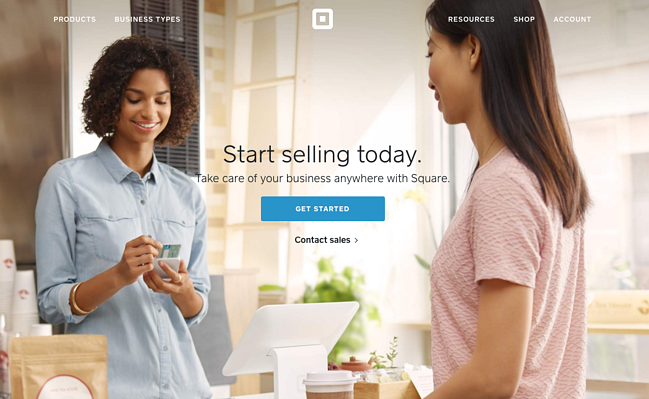 PRODUCTS BUSINESS TYPES RESOURCES SHOP ACCOUNT
Start selling today.
Take care of your business anywhere with Square.
GET STARTED
Contact sales >